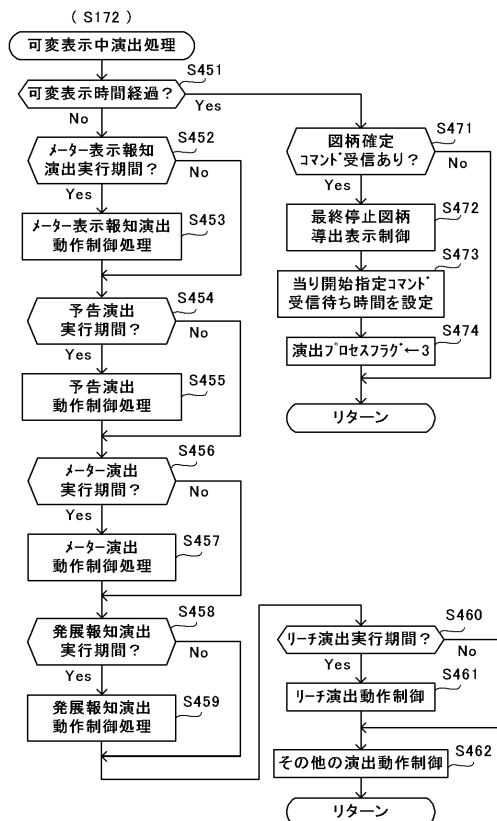 ( S172 )
可変表示中演出処理
S451
可変表示時間経過?
Yes
No
S452
メーター表示報知
演出実行期間?
No
Yes
S453
メーター表示報知演出
動作制御処理
S454
予告演出
実行期間?
No
Yes
S455
予告演出
動作制御処理
S456
メーター演出
実行期間?
No
Yes
S457
メーター演出
動作制御処理
S458
発展報知演出
実行期間?
No
Yes
S459
発展報知演出
動作制御処理
S471
図柄確定
コマンド受信あり?
Yes
No
S472
最終停止図柄
導出表示制御
S473
当り開始指定コマンド
受信待ち時間を設定
S474
演出プロセスフラグ←3
リターン
S460
リーチ演出実行期間?
Yes
No
S461
リーチ演出動作制御
S462
その他の演出動作制御
リターン